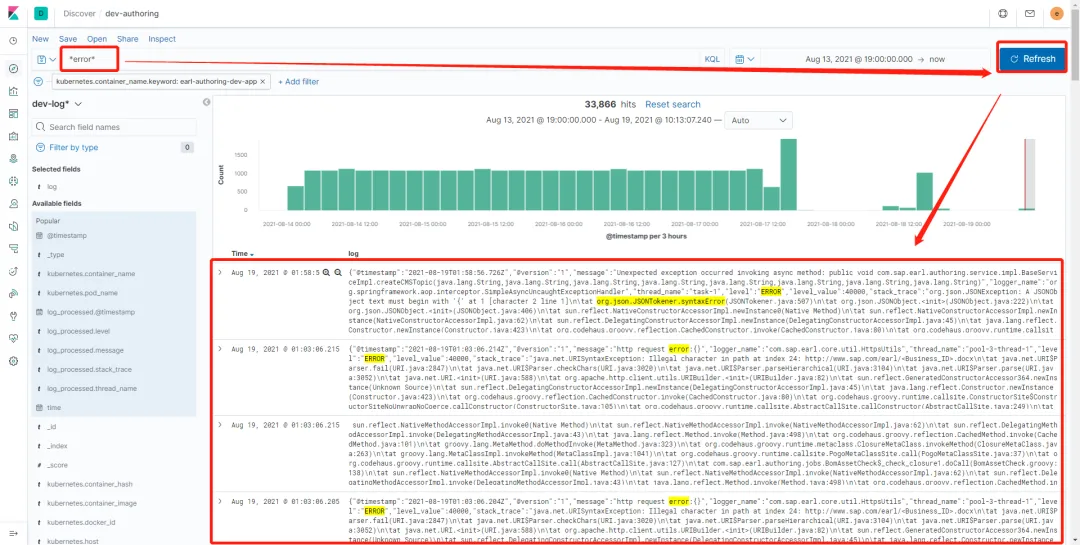 D Discover / dev-authoring e
New Save Open Share Inspect
*error* KQL Aug 13, 2021 @ 19:00:00.000 → now Refresh
kubernetes.container_name.keyword: earl-authoring-dev-app × + Add filter
dev-log*
Search field names
Filter by type 0
Selected fields
t log
Available fields
Popular
@timestamp
t _type
t kubernetes.container_name
t kubernetes.pod_name
log_processed.@timestamp
t log_processed.level
t log_processed.message
t log_processed.stack_trace
t log_processed.thread_name
time
t _id
t _index
# _score
t kubernetes.container_hash
t kubernetes.container_image
t kubernetes.docker_id
t kubernetes.host
33,866 hits Reset search
Aug 13, 2021 @ 19:00:00.000 - Aug 19, 2021 @ 10:13:07.240 — Auto
Count
1500
1000
500
0
2021-08-14 00:00 2021-08-14 12:00 2021-08-15 00:00 2021-08-15 12:00 2021-08-16 00:00 2021-08-16 12:00 2021-08-17 00:00 2021-08-17 12:00 2021-08-18 00:00 2021-08-18 12:00 2021-08-19 00:00
@timestamp per 3 hours
Time log
Aug 19, 2021 @ 01:58:5 {"@timestamp":"2021-08-19T01:58:56.726Z","@version":"1","message":"Unexpected exception occurred invoking async method: public void com.sap.earl.authoring.service.impl.BaseServ
iceImpl.createCMSTopic(java.lang.String,java.lang.String,java.lang.String,java.lang.String,java.lang.String,java.lang.String,java.lang.String)","logger_name":"o
rg.springframework.aop.interceptor.SimpleAsyncUncaughtExceptionHandler","thread_name":"task-1","level":"ERROR","level_value":40000,"stack_trace":"org.json.JSONException: A JSONO
bject text must begin with '{' at 1 [character 2 line 1]\n\tat org.json.JSONTokener.syntaxError(JSONTokener.java:507)\n\tat org.json.JSONObject.<init>(JSONObject.java:222)\n\tat o
rg.json.JSONObject.<init>(JSONObject.java:406)\n\tat sun.reflect.NativeConstructorAccessorImpl.newInstance0(Native Method)\n\tat sun.reflect.NativeConstructorAccessorImpl.newInst
ance(NativeConstructorAccessorImpl.java:62)\n\tat sun.reflect.DelegatingConstructorAccessorImpl.newInstance(DelegatingConstructorAccessorImpl.java:45)\n\tat java.lang.reflect.
Constructor.newInstance(Constructor.java:423)\n\tat org.codehaus.groovy.reflection.CachedConstructor.invoke(CachedConstructor.java:80)\n\tat org.codehaus.groovy.runtime.callsit
Aug 19, 2021 @ 01:03:06.215 {"@timestamp":"2021-08-19T01:03:06.214Z","@version":"1","message":"http request error:{}","logger_name":"com.sap.earl.core.util.HttpUtils","thread_name":"pool-3-thread-1","leve
l":"ERROR","level_value":40000,"stack_trace":"java.net.URISyntaxException: Illegal character in path at index 24: http://www.sap.com/earl/<Business_ID>.docx\n\tat java.net.URI$P
arser.fail(URI.java:2847)\n\tat java.net.URI$Parser.checkChars(URI.java:3020)\n\tat java.net.URI$Parser.parseHierarchical(URI.java:3104)\n\tat java.net.URI$Parser.parse(URI.jav
a:3052)\n\tat java.net.URI.<init>(URI.java:588)\n\tat org.apache.http.client.utils.URIBuilder.<init>(URIBuilder.java:82)\n\tat sun.reflect.GeneratedConstructorAccessor364.newIns
tance(Unknown Source)\n\tat sun.reflect.DelegatingConstructorAccessorImpl.newInstance(DelegatingConstructorAccessorImpl.java:45)\n\tat java.lang.reflect.Constructor.newInstance
(Constructor.java:423)\n\tat org.codehaus.groovy.reflection.CachedConstructor.invoke(CachedConstructor.java:80)\n\tat org.codehaus.groovy.runtime.callsite.ConstructorSite$Constru
ctorSiteNoUnwrapNoCoerce.callConstructor(ConstructorSite.java:105)\n\tat org.codehaus.groovy.runtime.callsite.AbstractCallSite.callConstructor(AbstractCallSite.java:249)\n\tat
Aug 19, 2021 @ 01:03:06.215 sun.reflect.NativeMethodAccessorImpl.invoke0(Native Method)\n\tat sun.reflect.NativeMethodAccessorImpl.invoke(NativeMethodAccessorImpl.java:62)\n\tat sun.reflect.DelegatingMeth
odAccessorImpl.invoke(DelegatingMethodAccessorImpl.java:43)\n\tat java.lang.reflect.Method.invoke(Method.java:498)\n\tat org.codehaus.groovy.reflection.CachedMethod.invoke(Cached
Method.java:101)\n\tat groovy.lang.MetaMethod.doMethodInvoke(MetaMethod.java:323)\n\tat org.codehaus.groovy.runtime.metaclass.ClosureMetaClass.invokeMethod(ClosureMetaClass.jav
a:263)\n\tat groovy.lang.MetaClassImpl.invokeMethod(MetaClassImpl.java:1041)\n\tat org.codehaus.groovy.runtime.callsite.PogoMetaClassSite.call(PogoMetaClassSite.java:37)\n\tat o
rg.codehaus.groovy.runtime.callsite.AbstractCallSite.call(AbstractCallSite.java:127)\n\tat com.sap.earl.authoring.jobs.BomAssetCheck$_check_closure1.doCall(BomAssetCheck.groovy:
138)\n\tat sun.reflect.NativeMethodAccessorImpl.invoke0(Native Method)\n\tat sun.reflect.NativeMethodAccessorImpl.invoke(NativeMethodAccessorImpl.java:62)\n\tat sun.reflect.Dele
gatingMethodAccessorImpl.invoke(DelegatingMethodAccessorImpl.java:43)\n\tat java.lang.reflect.Method.invoke(Method.java:498)\n\tat org.codehaus.groovy.reflection.CachedMethod.in
Aug 19, 2021 @ 01:03:06.205 {"@timestamp":"2021-08-19T01:03:06.204Z","@version":"1","message":"http request error:{}","logger_name":"com.sap.earl.core.util.HttpUtils","thread_name":"pool-3-thread-1","leve
l":"ERROR","level_value":40000,"stack_trace":"java.net.URISyntaxException: Illegal character in path at index 24: http://www.sap.com/earl/<Business_ID>.docx\n\tat java.net.URI$P
arser.fail(URI.java:2847)\n\tat java.net.URI$Parser.checkChars(URI.java:3020)\n\tat java.net.URI$Parser.parseHierarchical(URI.java:3104)\n\tat java.net.URI$Parser.parse(URI.jav
a:3052)\n\tat java.net.URI.<init>(URI.java:588)\n\tat org.apache.http.client.utils.URIBuilder.<init>(URIBuilder.java:82)\n\tat sun.reflect.GeneratedConstructorAccessor364.newIns
tance(Unknown Source)\n\tat sun.reflect.DelegatingConstructorAccessorImpl.newInstance(DelegatingConstructorAccessorImpl.java:45)\n\tat java.lang.reflect.Constructor.newInstance